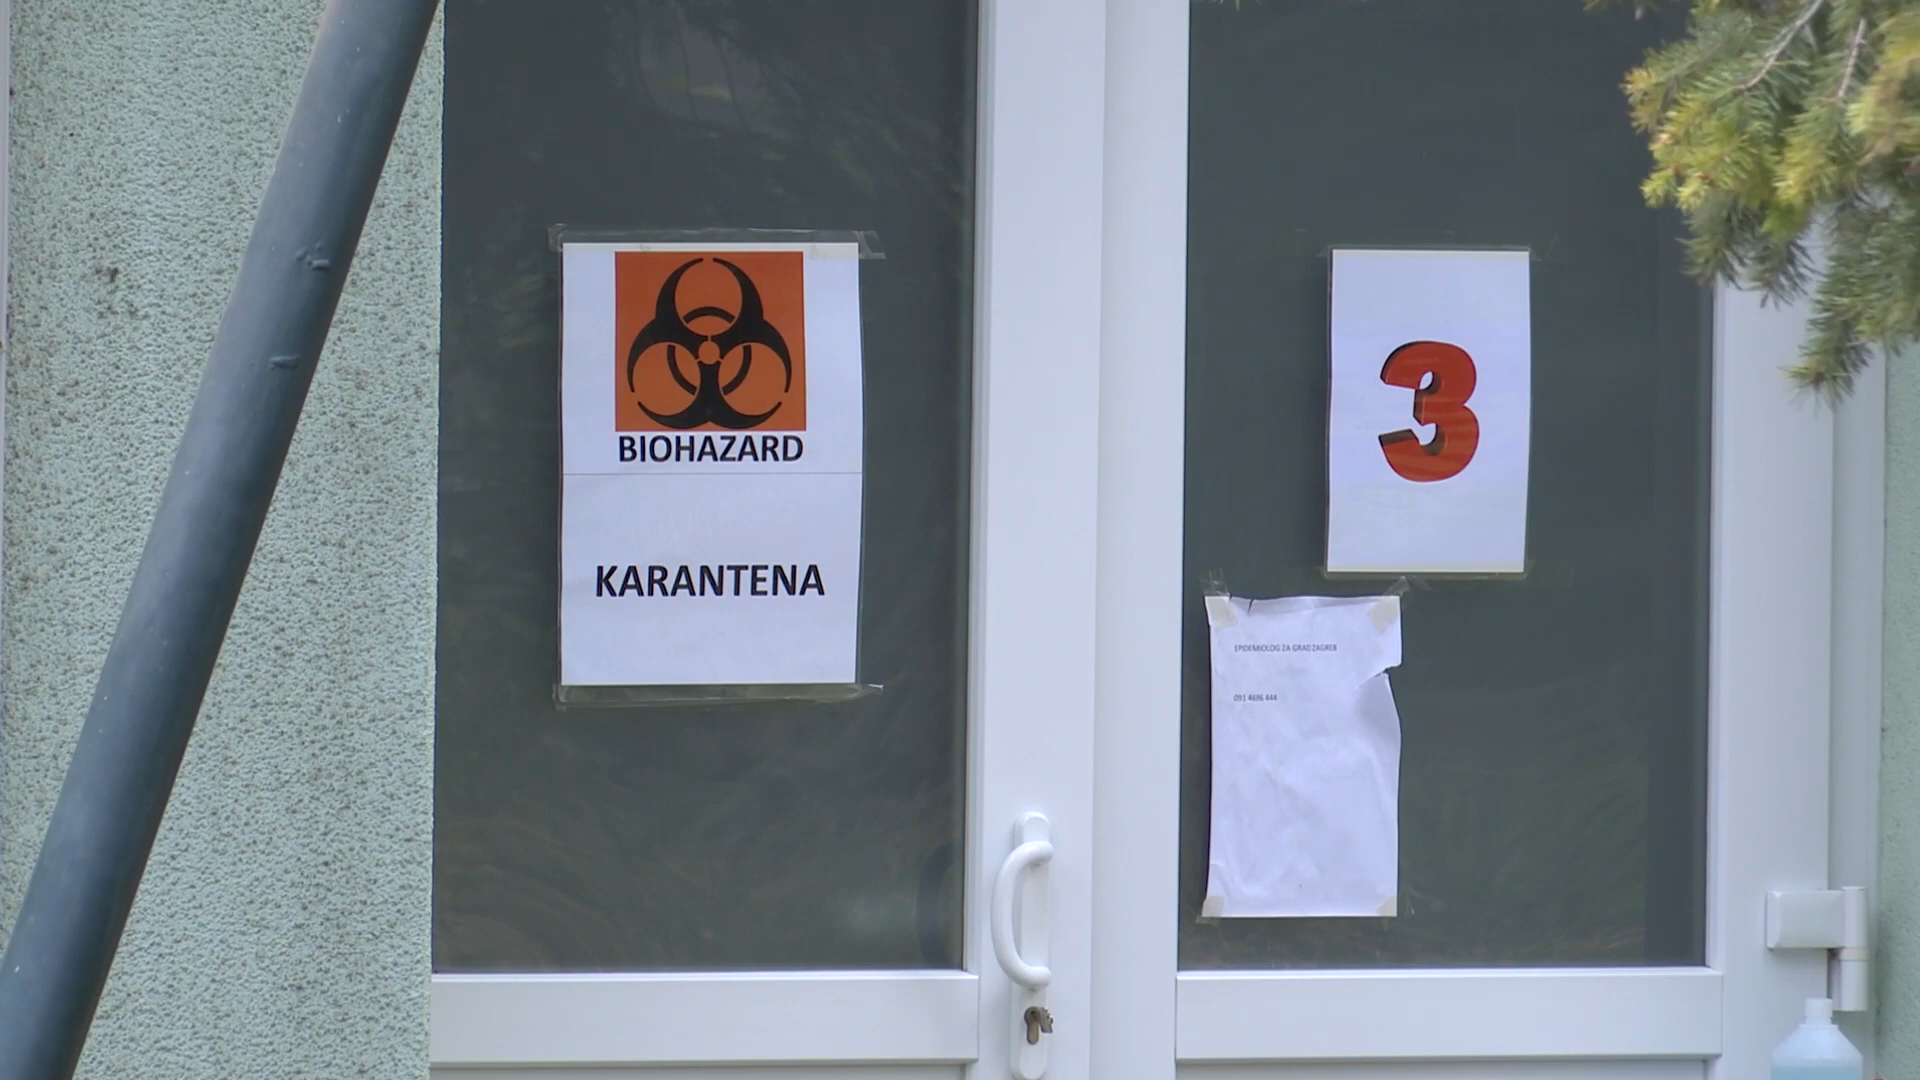 BIOHAZARD
KARANTENA
3
EPIDEMIOLOG ZA GRAD ZAGREB
091 4696 444